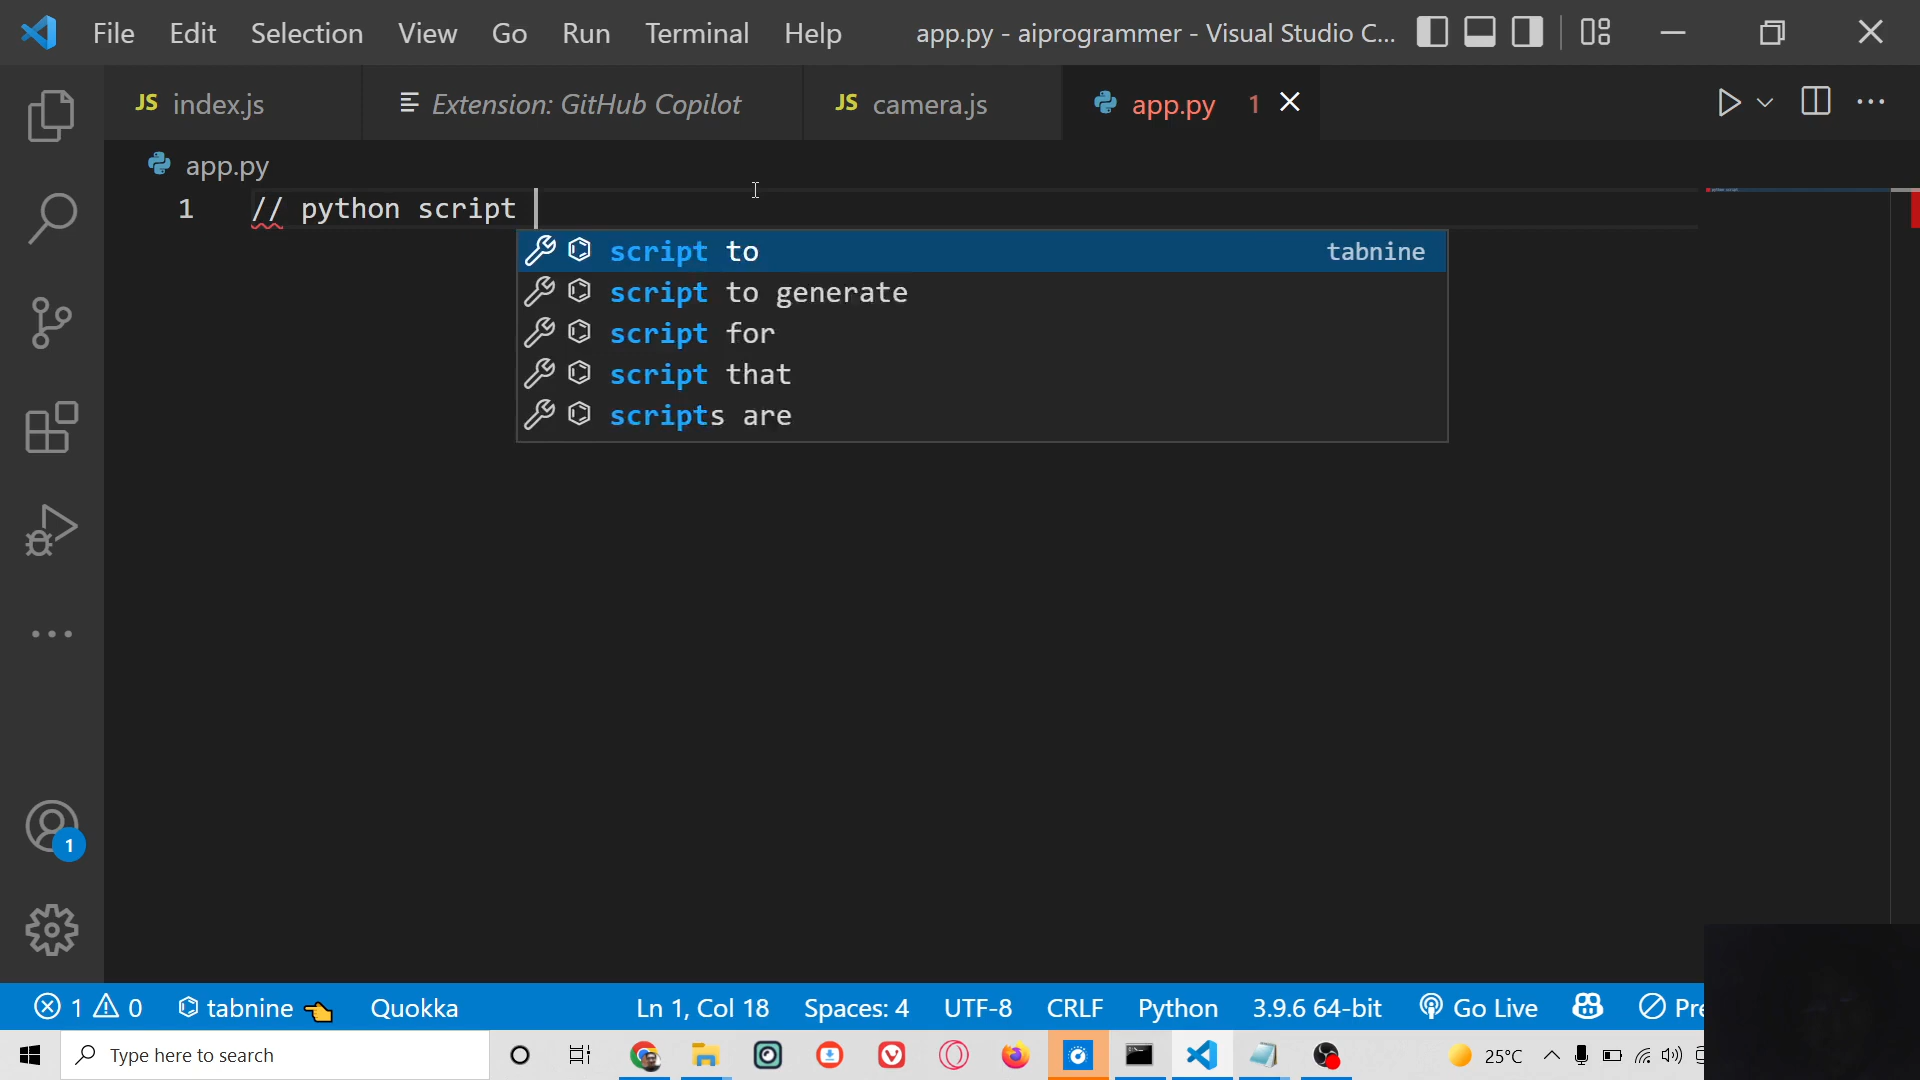 File Edit Selection View Go Run Terminal Help app.py - aiprogrammer - Visual Studio C...
JS index.js Extension: GitHub Copilot JS camera.js app.py 1
app.py
1 // python script
script to tabnine
script to generate
script for
script that
scripts are
1
1 0 tabnine Quokka Ln 1, Col 18 Spaces: 4 UTF-8 CRLF Python 3.9.6 64-bit Go Live
Type here to search 25°C